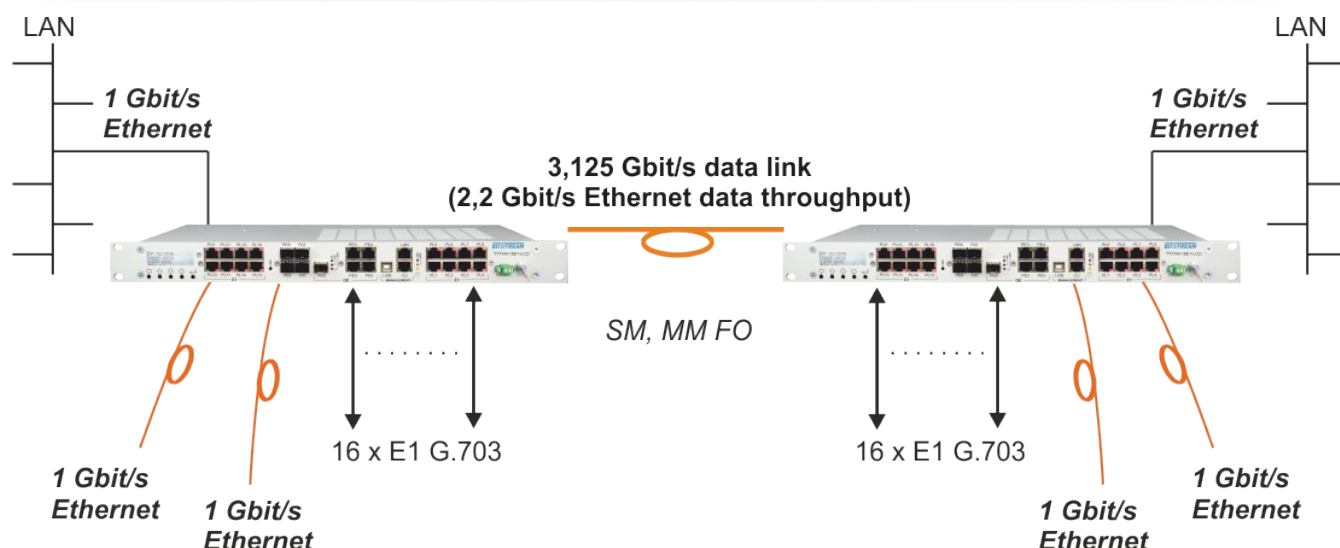 LAN
LAN
1 Gbit/s
Ethernet
1 Gbit/s
Ethernet
3,125 Gbit/s data link
(2,2 Gbit/s Ethernet data throughput)
BITSTREAM
BITSTREAM
SM, MM FO
16 x E1 G.703
16 x E1 G.703
1 Gbit/s
Ethernet
1 Gbit/s
Ethernet
1 Gbit/s
Ethernet
1 Gbit/s
Ethernet